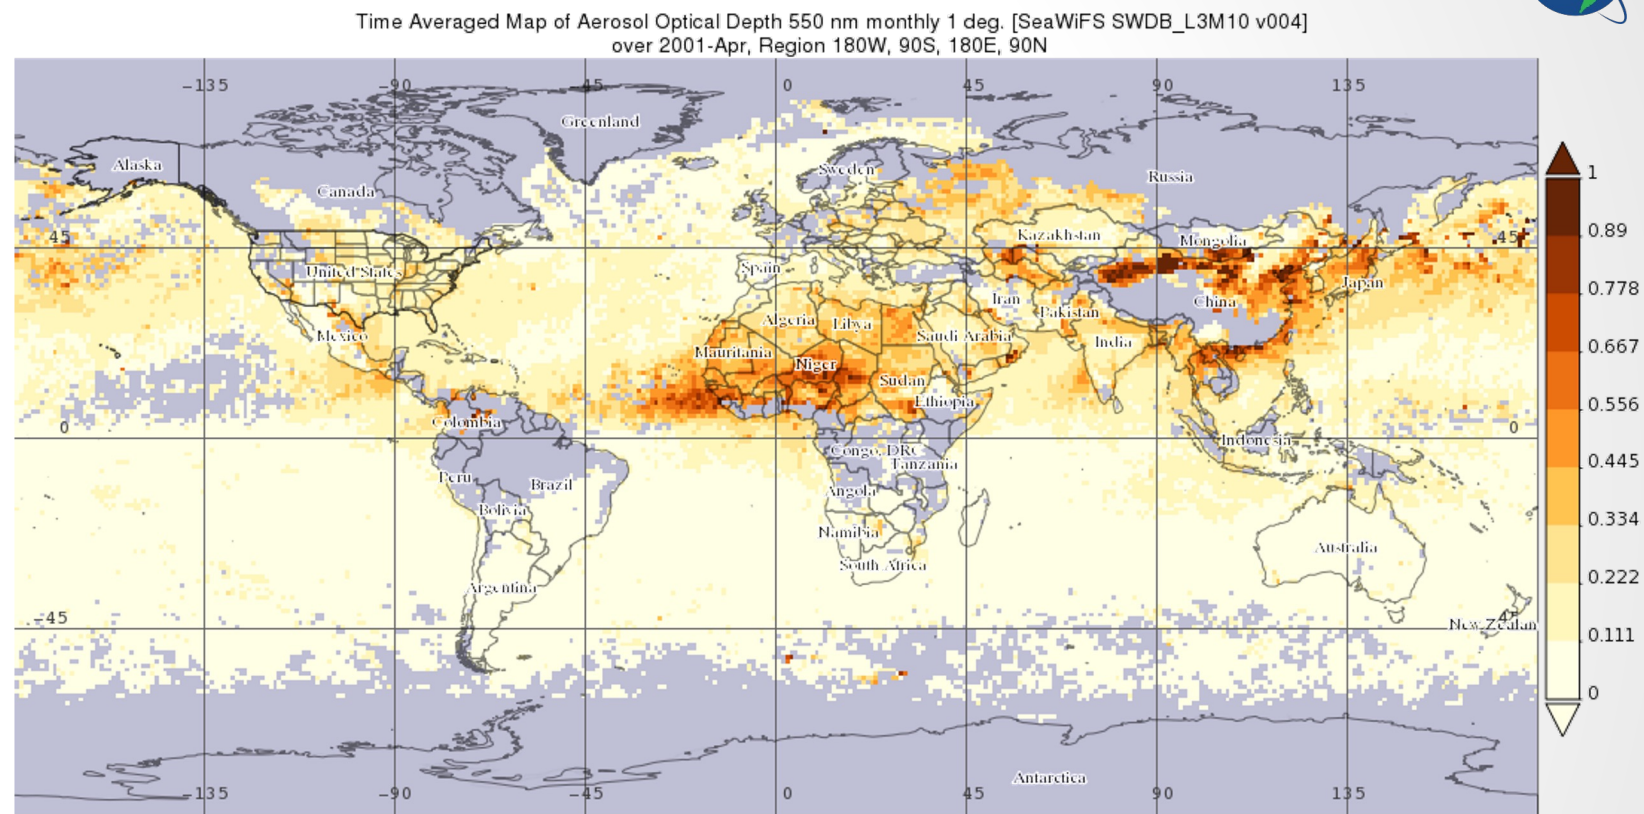 Time Averaged Map of Aerosol Optical Depth 550 nm monthly 1 deg. [SeaWiFS SWDB_L3M10 v004]
over 2001-Apr, Region 180W, 90S, 180E, 90N
-135 -90 -45 0 45 90 135
Greenland
Alaska
Sweden
Russia
1
Canada
45 45
0.89
Kazakhstan
Mongolia
United States
Spain
Japan
0.778
Iran
China
Pakistan
Algeria
Libya
Mexico
Saudi Arabia
India
0.667
Mauritania
Niger
Sudan
Ethiopia
0.556
Colombia
0 0
Indonesia
Congo, DRC
Tanzania
0.445
Peru
Brazil
Angola
Bolivia
0.334
Namibia
Australia
South Africa
0.222
Argentina
-45 -45
New Zealan
0.111
0
Antarctica
-135 -90 -45 0 45 90 135